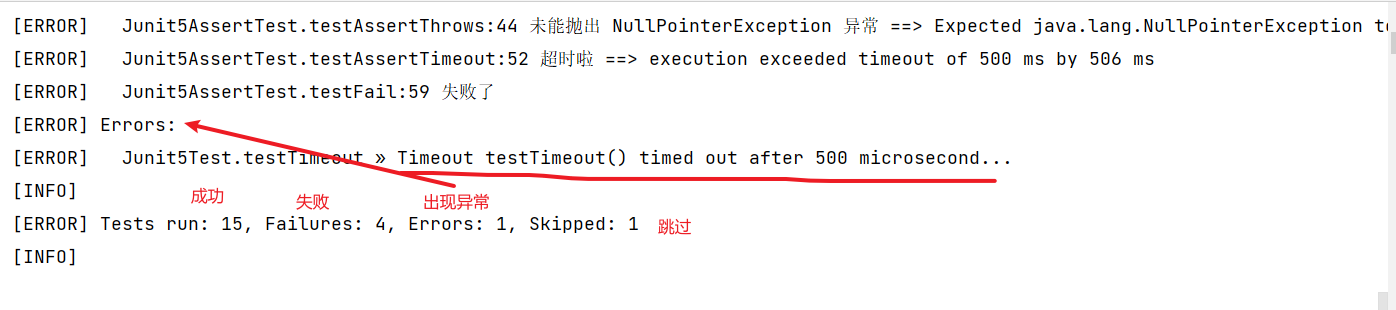 [ERROR]   Junit5AssertTest.testAssertThrows:44 未能抛出 NullPointerException 异常 ==> Expected java.lang.NullPointerException to
[ERROR]   Junit5AssertTest.testAssertTimeout:52 超时啦 ==> execution exceeded timeout of 500 ms by 506 ms
[ERROR]   Junit5AssertTest.testFail:59 失败了
[ERROR] Errors:
[ERROR]   Junit5Test.testTimeout » Timeout testTimeout() timed out after 500 microsecond...
[INFO]
成功 失败 出现异常
[ERROR] Tests run: 15, Failures: 4, Errors: 1, Skipped: 1 跳过
[INFO]